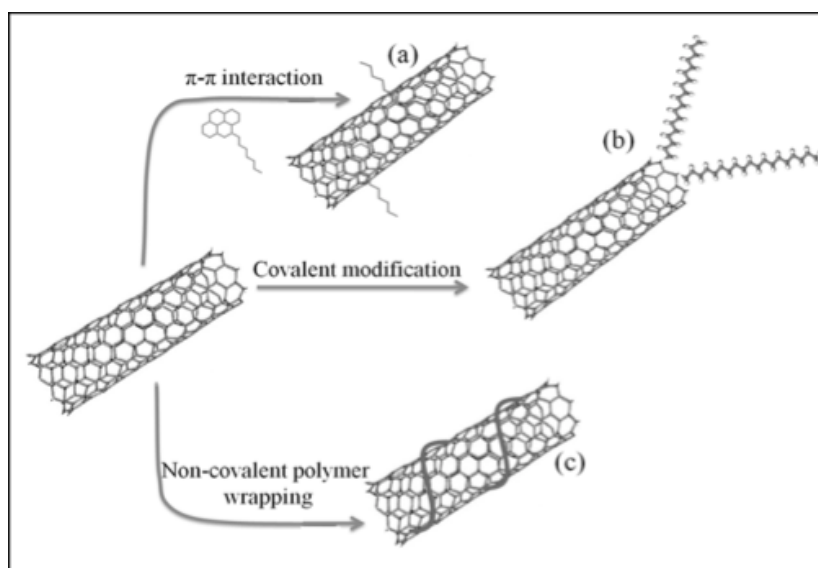 (a)
π-π interaction
(b)
Covalent modification
Non-covalent polymer
wrapping
(c)